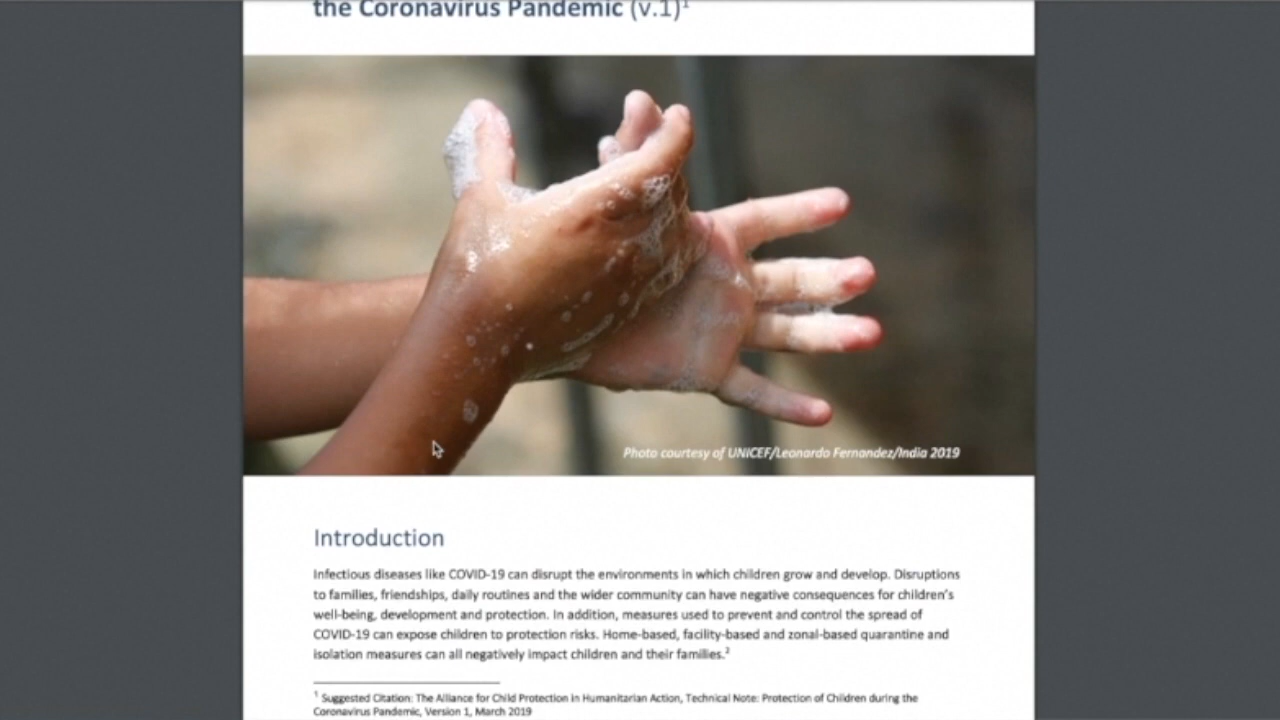 the Coronavirus Pandemic (v.1)¹
Photo courtesy of UNICEF/Leonardo Fernandez/India 2019
Introduction
Infectious diseases like COVID-19 can disrupt the environments in which children grow and develop. Disruptions
to families, friendships, daily routines and the wider community can have negative consequences for children's
well-being, development and protection. In addition, measures used to prevent and control the spread of
COVID-19 can expose children to protection risks. Home-based, facility-based and zonal-based quarantine and
isolation measures can all negatively impact children and their families.²
¹ Suggested Citation: The Alliance for Child Protection in Humanitarian Action, Technical Note: Protection of Children during the
Coronavirus Pandemic, Version 1, March 2019